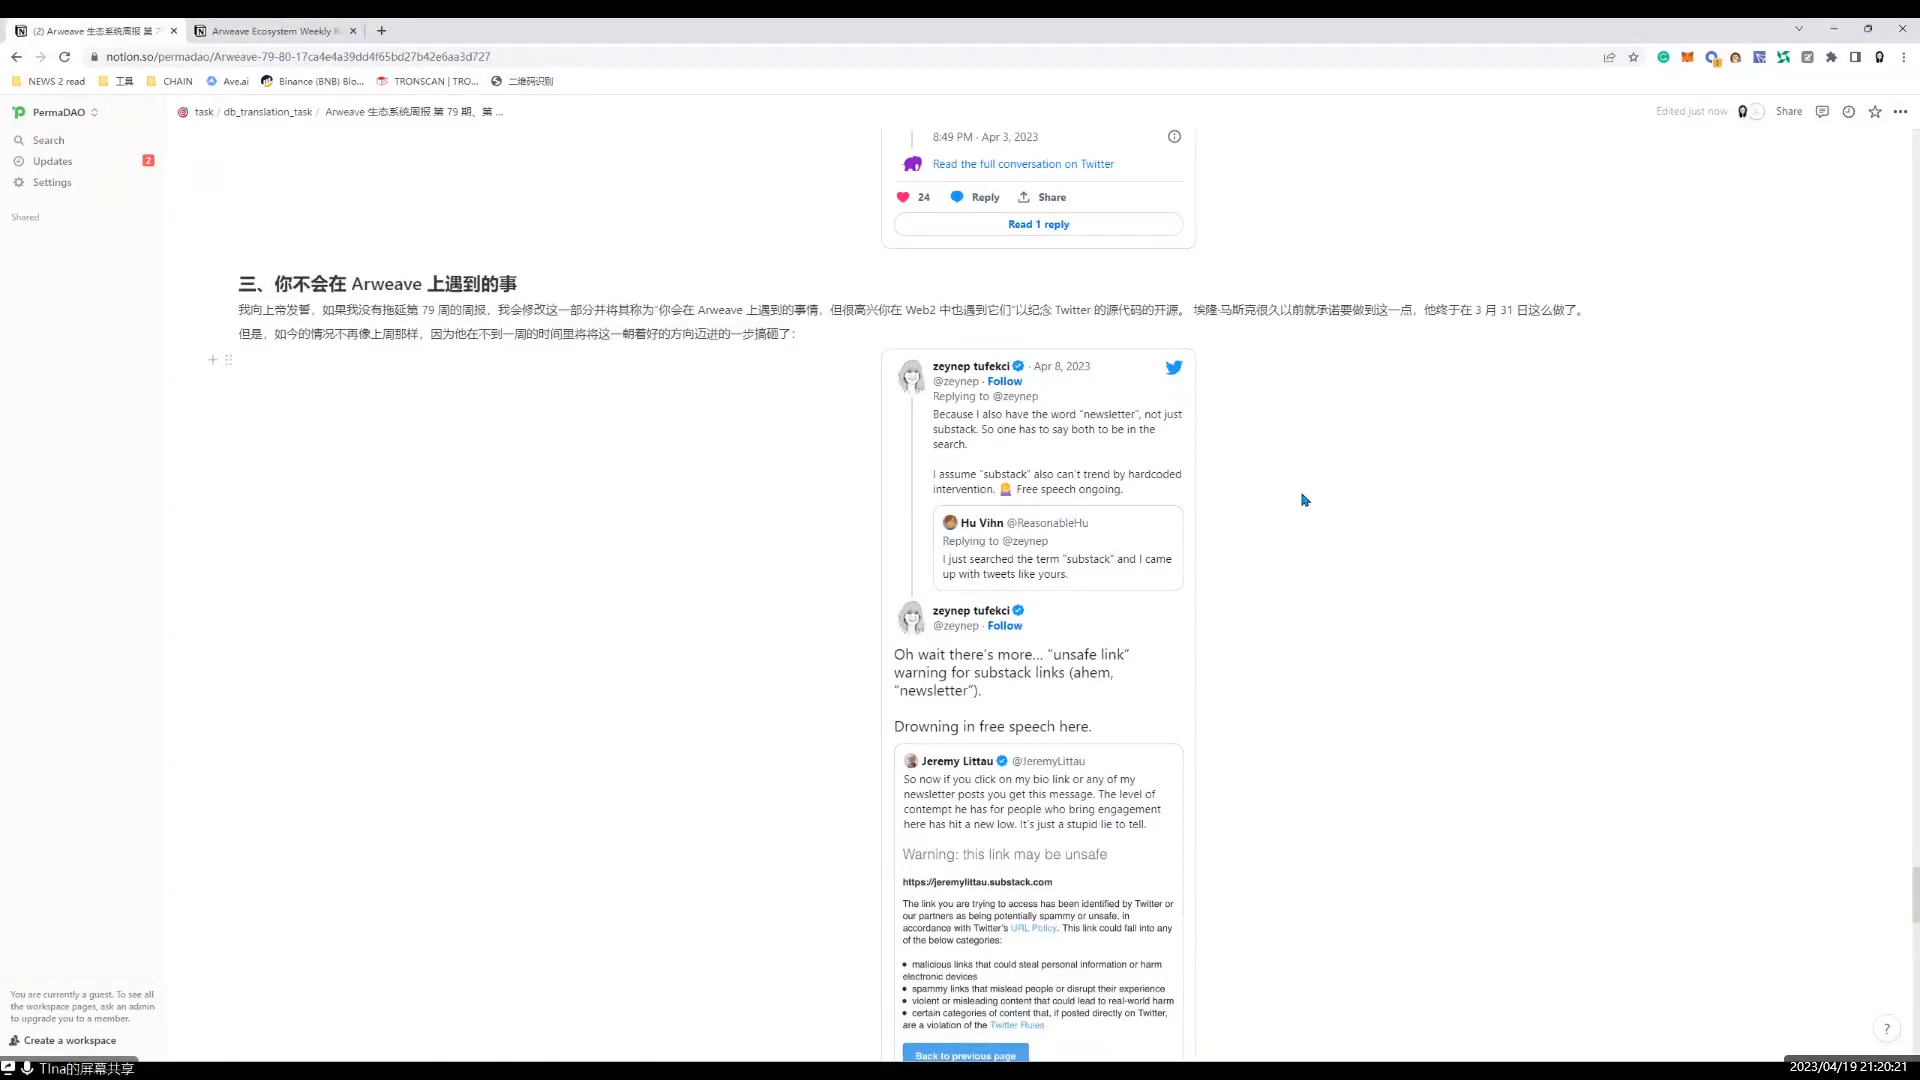 (2) Arweave 生态系统周报 第 7
Arweave Ecosystem Weekly R
notion.so/permadao/Arweave-79-80-17ca4e4a39dd4f65bd27b42e6aa3d727
NEWS 2 read
工具
CHAIN
Ave.ai
Binance (BNB) Blo...
TRONSCAN | TRO...
二维码识别
PermaDAO
task / db_translation_task / Arweave 生态系统周报 第 79 期、第 ...
Edited just now
Share
Search
Updates
2
Settings
Shared
8:49 PM · Apr 3, 2023
Read the full conversation on Twitter
24
Reply
Share
Read 1 reply
三、你不会在 Arweave 上遇到的事
我向上帝发誓，如果我没有拖延第 79 周的周报，我会修改这一部分并将其称为“你会在 Arweave 上遇到的事情，但很高兴你在 Web2 中也遇到它们”以纪念 Twitter 的源代码的开源。 埃隆·马斯克很久以前就承诺要做到这一点，他终于在 3 月 31 日这么做了。
但是，如今的情况不再像上周那样，因为他在不到一周的时间里将将这一朝着好的方向迈进的一步搞砸了：
zeynep tufekci · Apr 8, 2023
@zeynep · Follow
Replying to @zeynep
Because I also have the word "newsletter", not just
substack. So one has to say both to be in the
search.
I assume "substack" also can't trend by hardcoded
intervention. 🤷‍♀️ Free speech ongoing.
Hu Vihn @ReasonableHu
Replying to @zeynep
I just searched the term "substack" and I came
up with tweets like yours.
zeynep tufekci
@zeynep · Follow
Oh wait there's more... "unsafe link"
warning for substack links (ahem,
"newsletter").
Drowning in free speech here.
Jeremy Littau @JeremyLittau
So now if you click on my bio link or any of my
newsletter posts you get this message. The level of
contempt he has for people who bring engagement
here has hit a new low. It's just a stupid lie to tell.
Warning: this link may be unsafe
https://jeremylittau.substack.com
The link you are trying to access has been identified by Twitter or
our partners as being potentially spammy or unsafe, in
accordance with Twitter's URL Policy. This link could fall into any
of the below categories:
• malicious links that could steal personal information or harm
electronic devices
• spammy links that mislead people or disrupt their experience
• violent or misleading content that could lead to real-world harm
• certain categories of content that, if posted directly on Twitter,
are a violation of the Twitter Rules
Back to previous page
You are currently a guest. To see all
the workspace pages, ask an admin
to upgrade you to a member.
Create a workspace
?
TIna的屏幕共享
2023/04/19 21:20:21